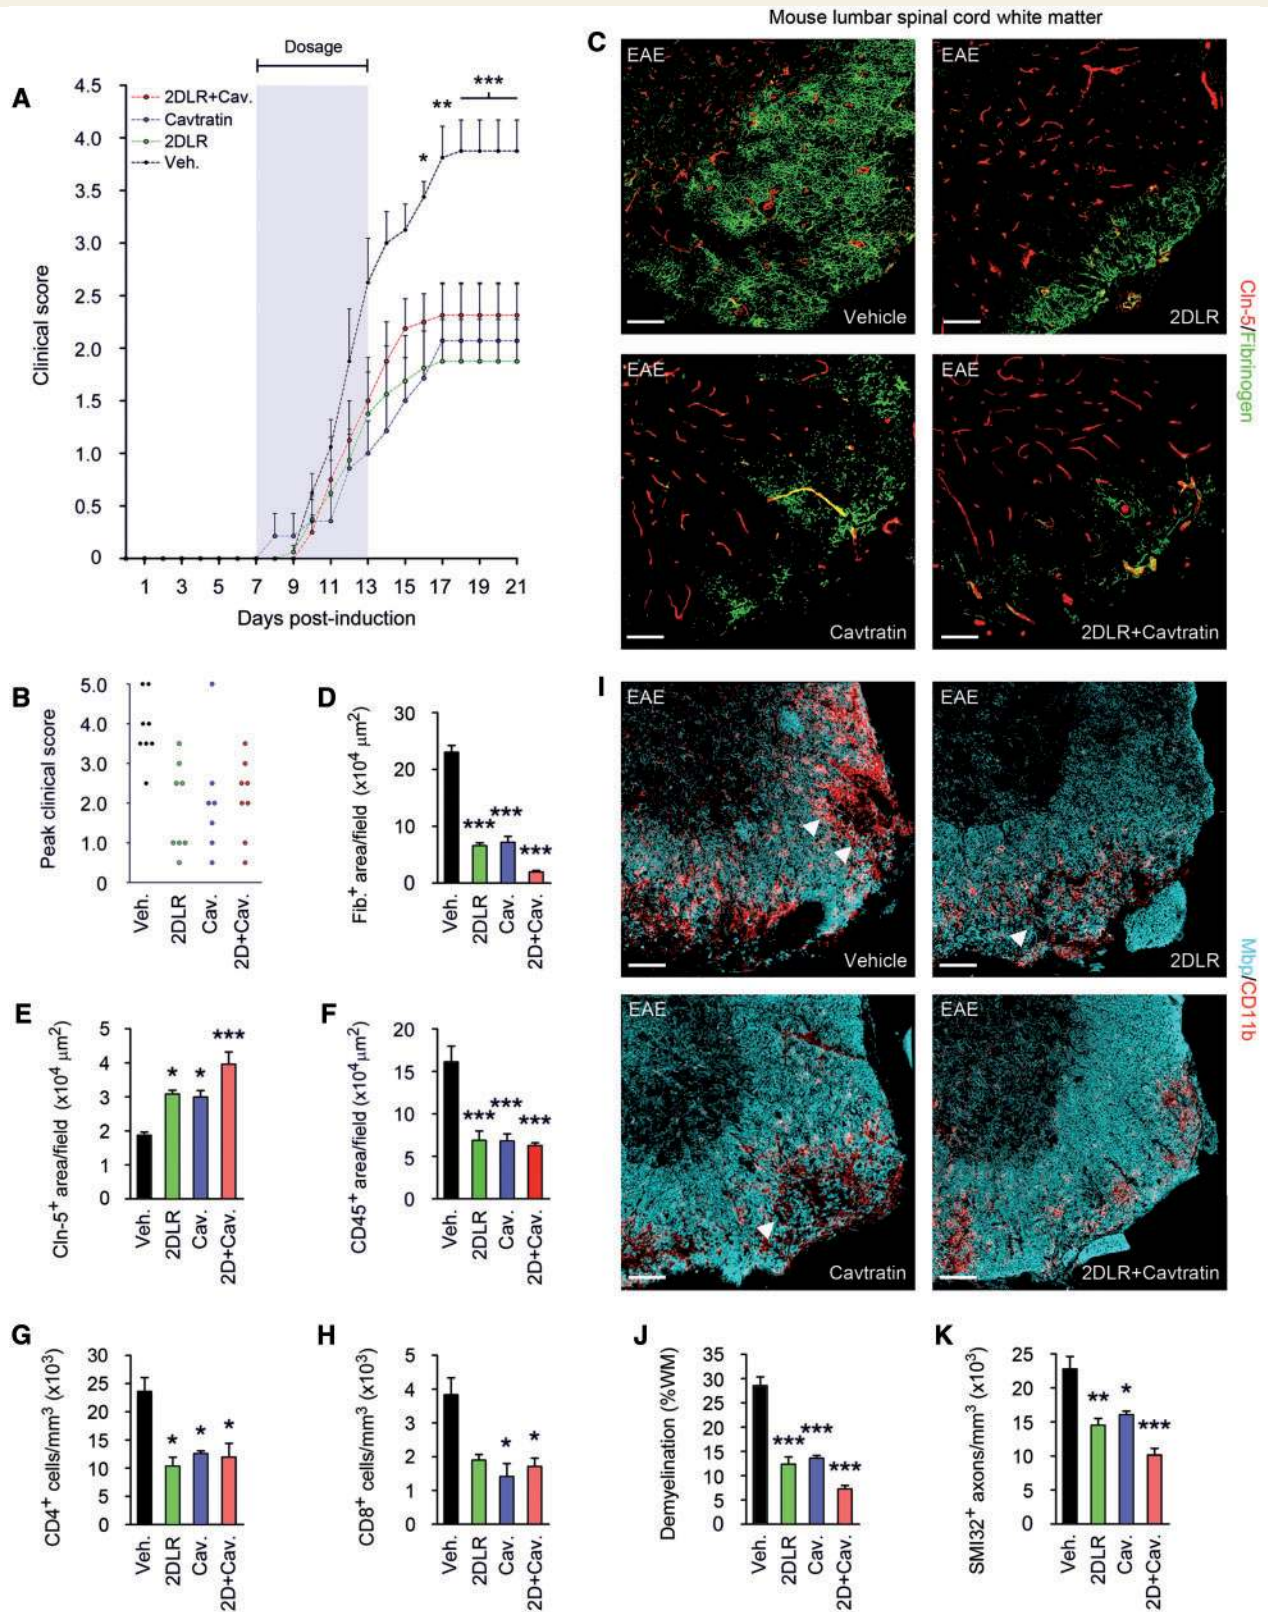 Mouse lumbar spinal cord white matter
A
Dosage
4.5
4.0
3.5
3.0
2.5
2.0
1.5
1.0
0.5
0
Clinical score
2DLR+Cav.
Cavtratin
2DLR
Veh.
*
**
***
1 3 5 7 9 11 13 15 17 19 21
Days post-induction
C
EAE
Vehicle
EAE
2DLR
EAE
Cavtratin
EAE
2DLR+Cavtratin
Cln-5/Fibrinogen
B
Peak clinical score
5.0
4.0
3.0
2.0
1.0
0
Veh.
2DLR
Cav.
2D+Cav.
D
Fib.+ area/field (x104 µm2)
30
20
10
0
***
***
***
Veh.
2DLR
Cav.
2D+Cav.
E
Cln-5+ area/field (x104 µm2)
5
4
3
2
1
0
*
*
***
Veh.
2DLR
Cav.
2D+Cav.
F
CD45+ area/field (x104µm2)
20
15
10
5
0
***
***
***
Veh.
2DLR
Cav.
2D+Cav.
I
EAE
Vehicle
EAE
2DLR
EAE
Cavtratin
EAE
2DLR+Cavtratin
Mbp/CD11b
G
CD4+ cells/mm3 (x103)
30
25
20
15
10
5
0
*
*
*
Veh.
2DLR
Cav.
2D+Cav.
H
CD8+ cells/mm3 (x103)
5
4
3
2
1
0
*
*
Veh.
2DLR
Cav.
2D+Cav.
J
Demyelination (%WM)
35
30
25
20
15
10
5
0
***
***
***
Veh.
2DLR
Cav.
2D+Cav.
K
SMI32+ axons/mm3 (x103)
25
20
15
10
5
0
**
*
***
Veh.
2DLR
Cav.
2D+Cav.